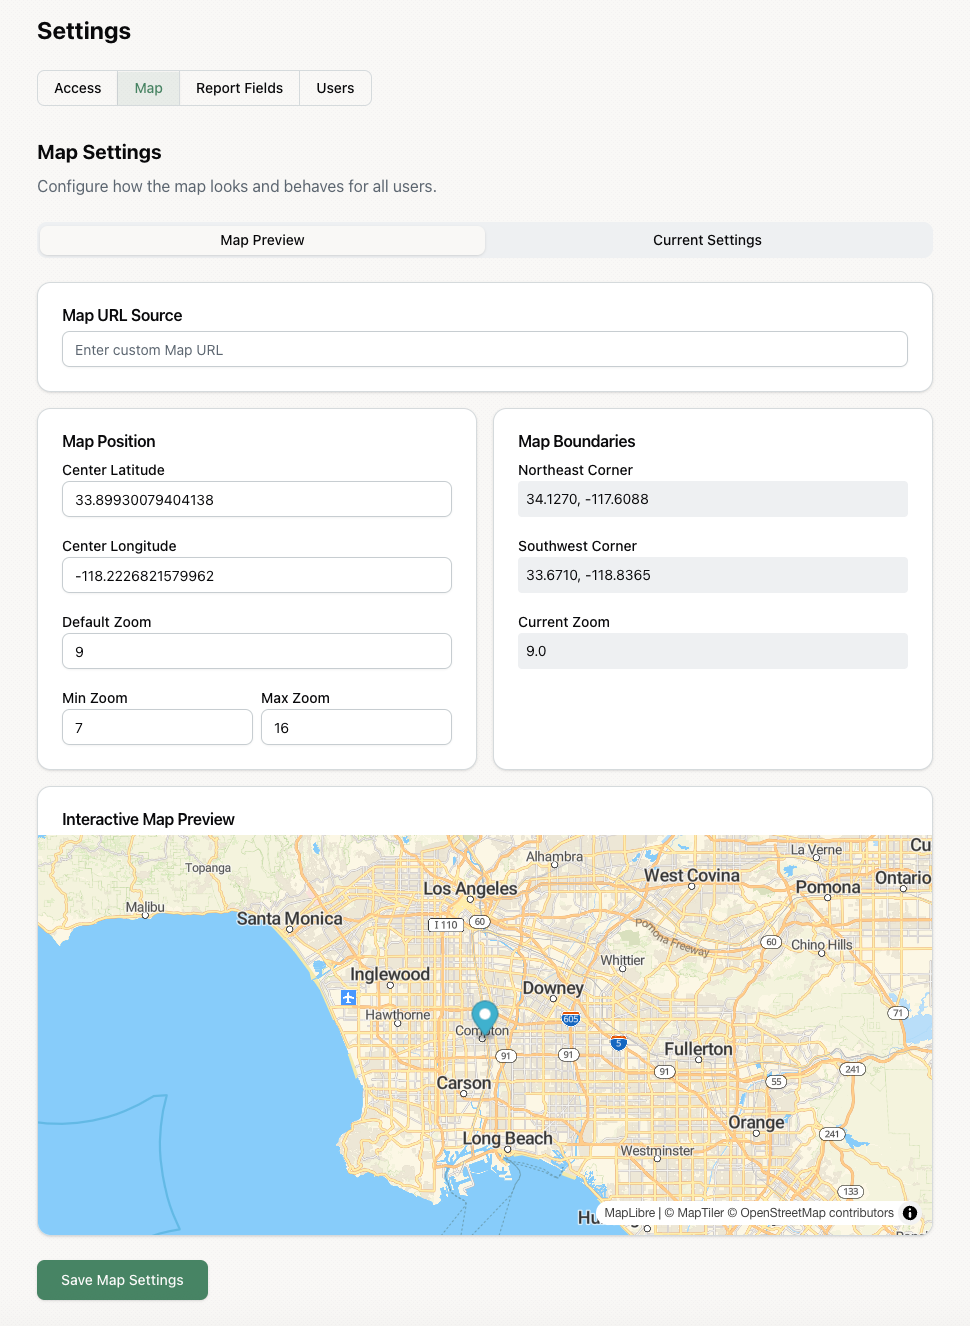 Settings
Access Map Report Fields Users
Map Settings
Configure how the map looks and behaves for all users.
Map Preview Current Settings
Map URL Source
Enter custom Map URL
Map Position
Center Latitude
33.89930079404138
Center Longitude
-118.2226821579962
Default Zoom
9
Min Zoom Max Zoom
7 16
Map Boundaries
Northeast Corner
34.1270, -117.6088
Southwest Corner
33.6710, -118.8365
Current Zoom
9.0
Interactive Map Preview
Topanga
Malibu
Santa Monica
Los Angeles
I 110
60
Alhambra
West Covina
La Verne
Pomona
Ontario
Pomona Freeway
60
Chino Hills
Whittier
Inglewood
Downey
Hawthorne
Compton
605
5
71
91
91
91
Fullerton
241
55
Carson
Orange
241
Long Beach
Westminster
133
MapLibre | © MapTiler © OpenStreetMap contributors
Save Map Settings